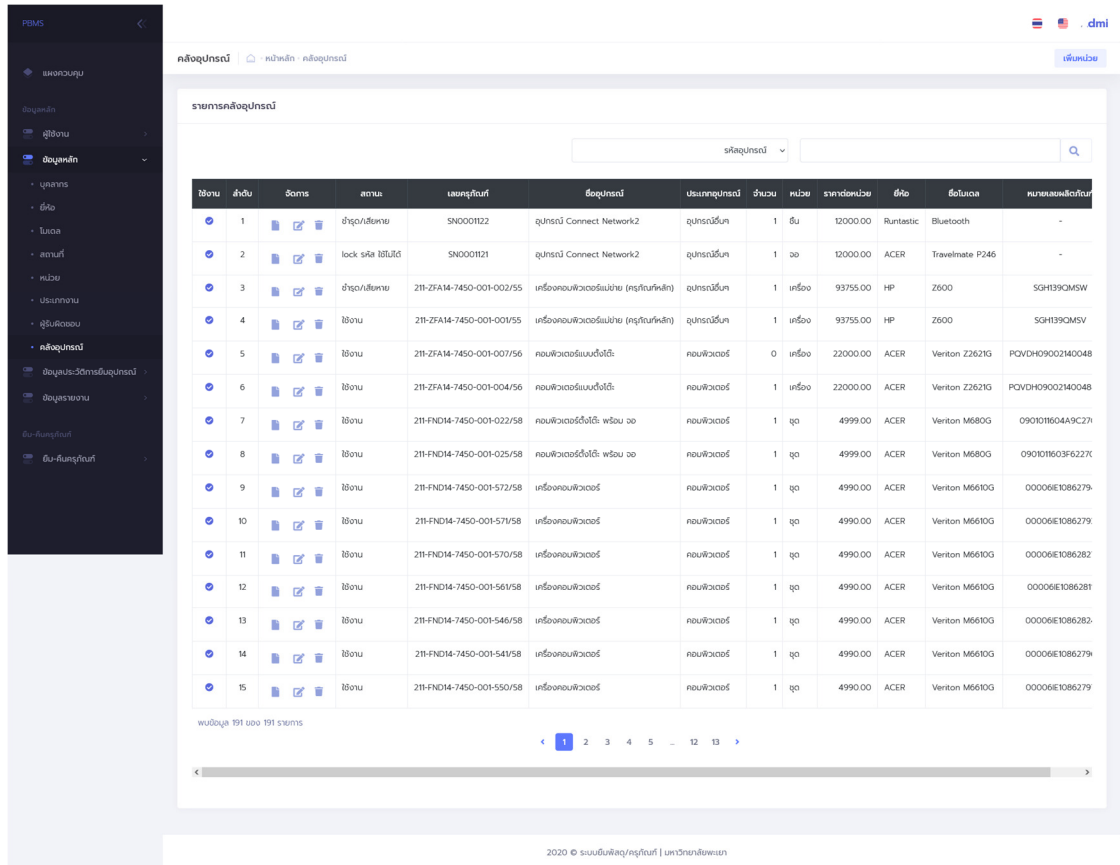 PBMS
. .dmi
คลังอุปกรณ์ · หน้าหลัก · คลังอุปกรณ์ เพิ่มหน่วย
แผงควบคุม
ข้อมูลหลัก
ผู้ใช้งาน
ข้อมูลหลัก
บุคลากร
ยี่ห้อ
โมเดล
สถานที่
หน่วย
ประเภทงาน
ผู้รับผิดชอบ
คลังอุปกรณ์
ข้อมูลประวัติการยืมอุปกรณ์
ข้อมูลรายงาน
ยืม-คืนครุภัณฑ์
ยืม-คืนครุภัณฑ์
รายการคลังอุปกรณ์
รหัสอุปกรณ์
ใช้งาน ลำดับ จัดการ สถานะ เลขครุภัณฑ์ ชื่ออุปกรณ์ ประเภทอุปกรณ์ จำนวน หน่วย ราคาต่อหน่วย ยี่ห้อ ชื่อโมเดล หมายเลขผลิตภัณฑ์
1 ชำรุด/เสียหาย SN0001122 อุปกรณ์ Connect Network2 อุปกรณ์อื่นๆ 1 ชิ้น 12000.00 Runtastic Bluetooth -
2 lock รหัส ใช้ไม่ได้ SN0001121 อุปกรณ์ Connect Network2 อุปกรณ์อื่นๆ 1 จอ 12000.00 ACER Travelmate P246 -
3 ชำรุด/เสียหาย 211-ZFA14-7450-001-002/55 เครื่องคอมพิวเตอร์แม่ข่าย (ครุภัณฑ์หลัก) อุปกรณ์อื่นๆ 1 เครื่อง 93755.00 HP Z600 SGH139QMSW
4 ใช้งาน 211-ZFA14-7450-001-001/55 เครื่องคอมพิวเตอร์แม่ข่าย (ครุภัณฑ์หลัก) อุปกรณ์อื่นๆ 1 เครื่อง 93755.00 HP Z600 SGH139QMSV
5 ใช้งาน 211-ZFA14-7450-001-007/56 คอมพิวเตอร์แบบตั้งโต๊ะ คอมพิวเตอร์ 0 เครื่อง 22000.00 ACER Veriton Z2621G PQVDH09002140048
6 ใช้งาน 211-ZFA14-7450-001-004/56 คอมพิวเตอร์แบบตั้งโต๊ะ คอมพิวเตอร์ 1 เครื่อง 22000.00 ACER Veriton Z2621G PQVDH09002140048
7 ใช้งาน 211-FND14-7450-001-022/58 คอมพิวเตอร์ตั้งโต๊ะ พร้อม จอ คอมพิวเตอร์ 1 ชุด 4999.00 ACER Veriton M680G 0901011604A9C270
8 ใช้งาน 211-FND14-7450-001-025/58 คอมพิวเตอร์ตั้งโต๊ะ พร้อม จอ คอมพิวเตอร์ 1 ชุด 4999.00 ACER Veriton M680G 0901011603F62270
9 ใช้งาน 211-FND14-7450-001-572/58 เครื่องคอมพิวเตอร์ คอมพิวเตอร์ 1 ชุด 4990.00 ACER Veriton M6610G 00006IE1086279
10 ใช้งาน 211-FND14-7450-001-571/58 เครื่องคอมพิวเตอร์ คอมพิวเตอร์ 1 ชุด 4990.00 ACER Veriton M6610G 00006IE1086279
11 ใช้งาน 211-FND14-7450-001-570/58 เครื่องคอมพิวเตอร์ คอมพิวเตอร์ 1 ชุด 4990.00 ACER Veriton M6610G 00006IE1086282
12 ใช้งาน 211-FND14-7450-001-561/58 เครื่องคอมพิวเตอร์ คอมพิวเตอร์ 1 ชุด 4990.00 ACER Veriton M6610G 00006IE1086281
13 ใช้งาน 211-FND14-7450-001-546/58 เครื่องคอมพิวเตอร์ คอมพิวเตอร์ 1 ชุด 4990.00 ACER Veriton M6610G 00006IE1086282
14 ใช้งาน 211-FND14-7450-001-541/58 เครื่องคอมพิวเตอร์ คอมพิวเตอร์ 1 ชุด 4990.00 ACER Veriton M6610G 00006IE1086279
15 ใช้งาน 211-FND14-7450-001-550/58 เครื่องคอมพิวเตอร์ คอมพิวเตอร์ 1 ชุด 4990.00 ACER Veriton M6610G 00006IE1086279
พบข้อมูล 191 ของ 191 รายการ
1 2 3 4 5 ... 12 13
2020 © ระบบยืมพัสดุ/ครุภัณฑ์ | มหาวิทยาลัยพะเยา